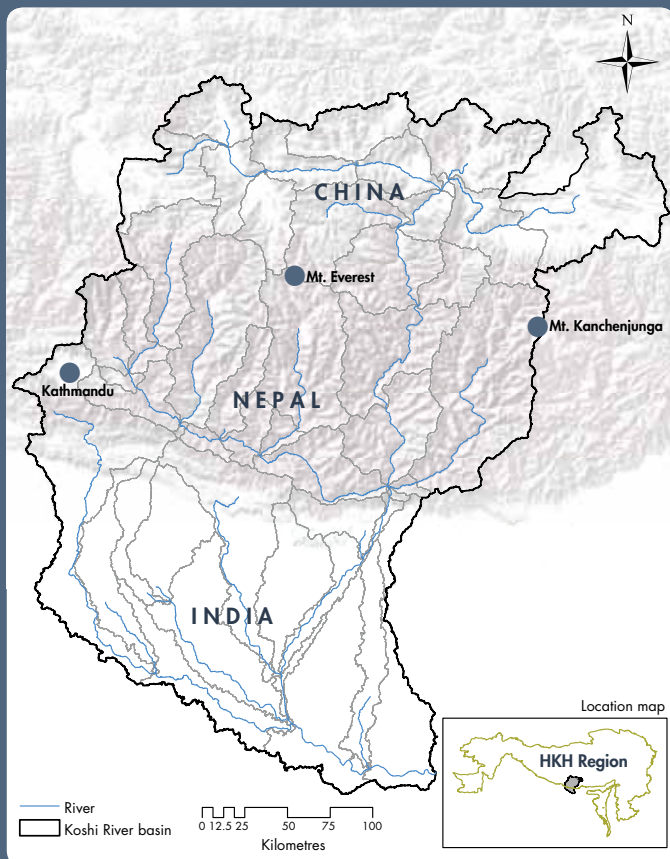 N
CHINA
Mt. Everest
Mt. Kanchenjunga
Kathmandu
NEPAL
INDIA
Location map
HKH Region
River
Koshi River basin
0 12.5 25 50 75 100
Kilometres